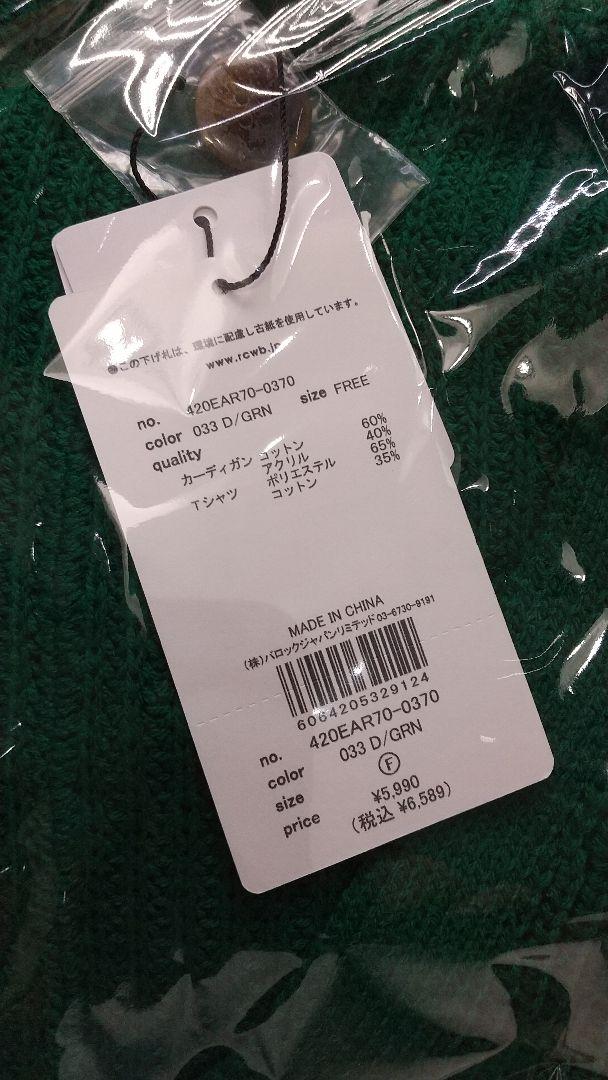 ●この下げ札は、環境に配慮し古紙を使用しています。
www.rcwb.jp
no. 420EAR70-0370
color 033 D/GRN size FREE
quality
カーディガン コットン 60%
アクリル 40%
Tシャツ ポリエステル 65%
コットン 35%
MADE IN CHINA
(株)バロックジャパンリミテッド 03-6730-9191
6064205329124
no. 420EAR70-0370
color 033 D/GRN
size Ⓕ
price ¥5,990
(税込 ¥6,589)